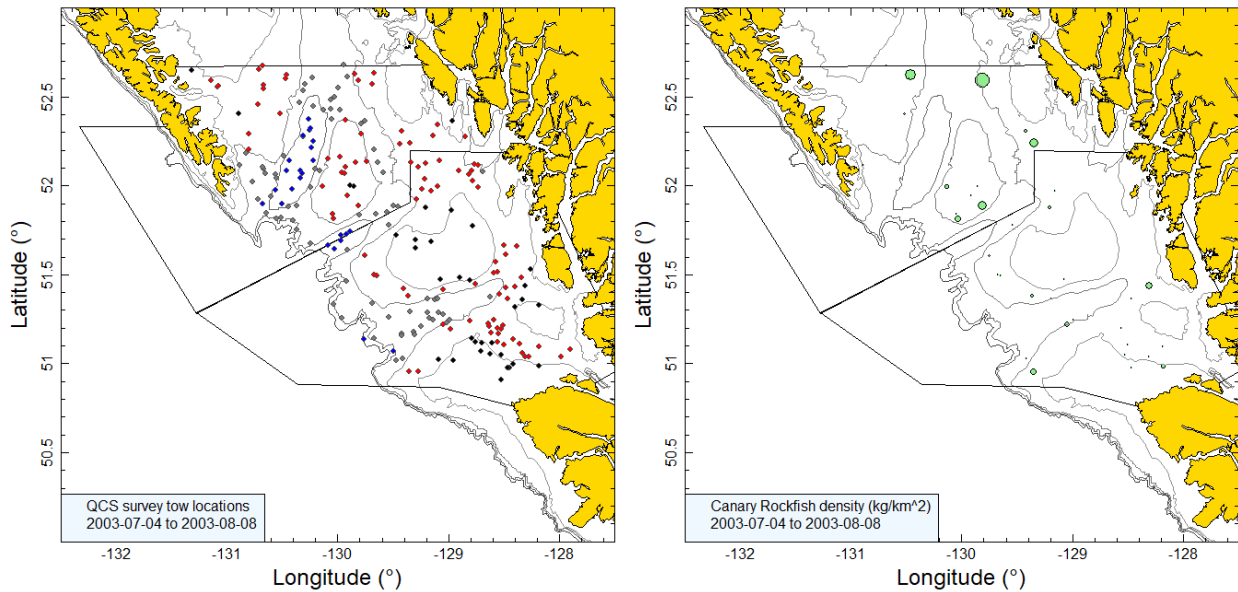 52.5
52
51.5
51
50.5
Latitude (°)
QCS survey tow locations
2003-07-04 to 2003-08-08
-132
-131
-130
-129
-128
Longitude (°)
52.5
52
51.5
51
50.5
Latitude (°)
Canary Rockfish density (kg/km^2)
2003-07-04 to 2003-08-08
-132
-131
-130
-129
-128
Longitude (°)